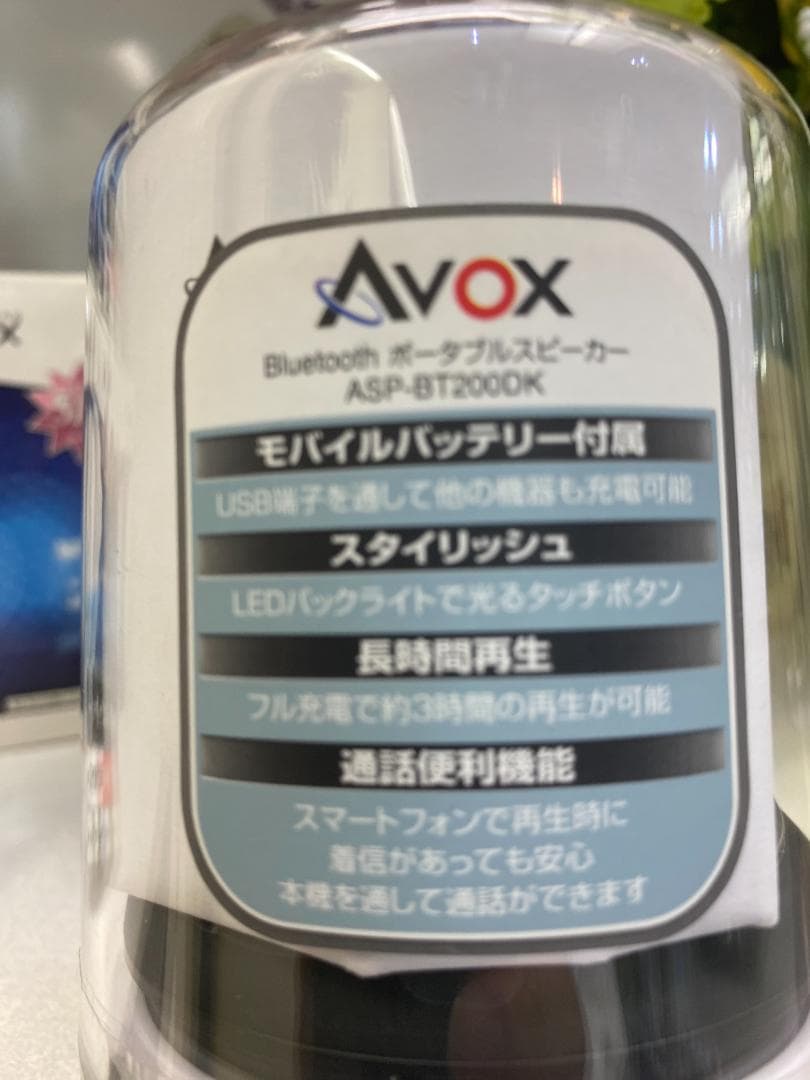 AVOX
Bluetooth ポータブルスピーカー
ASP-BT200DK
モバイルバッテリー付属
USB端子を通して他の機器も充電可能
スタイリッシュ
LEDバックライトで光るタッチボタン
長時間再生
フル充電で約3時間の再生が可能
通話便利機能
スマートフォンで再生時に
着信があっても安心
本機を通して通話ができます